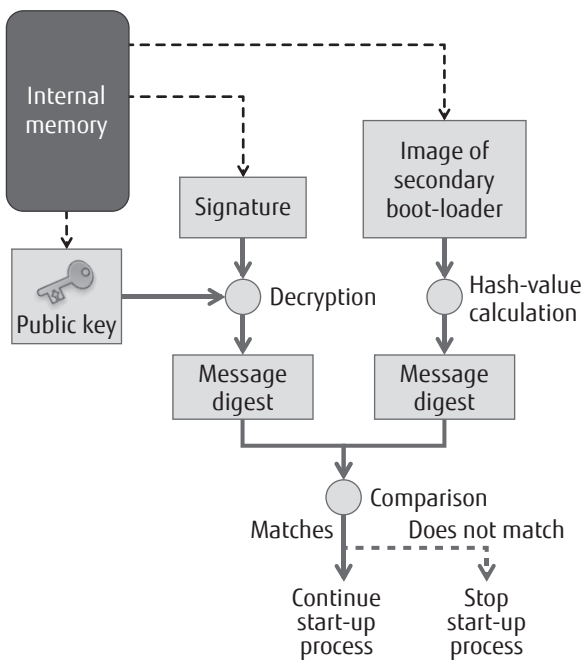 Internal
memory
Image of
secondary
boot-loader
Signature
Public key
Decryption
Hash-value
calculation
Message
digest
Message
digest
Comparison
Matches
Does not match
Continue
start-up
process
Stop
start-up
process